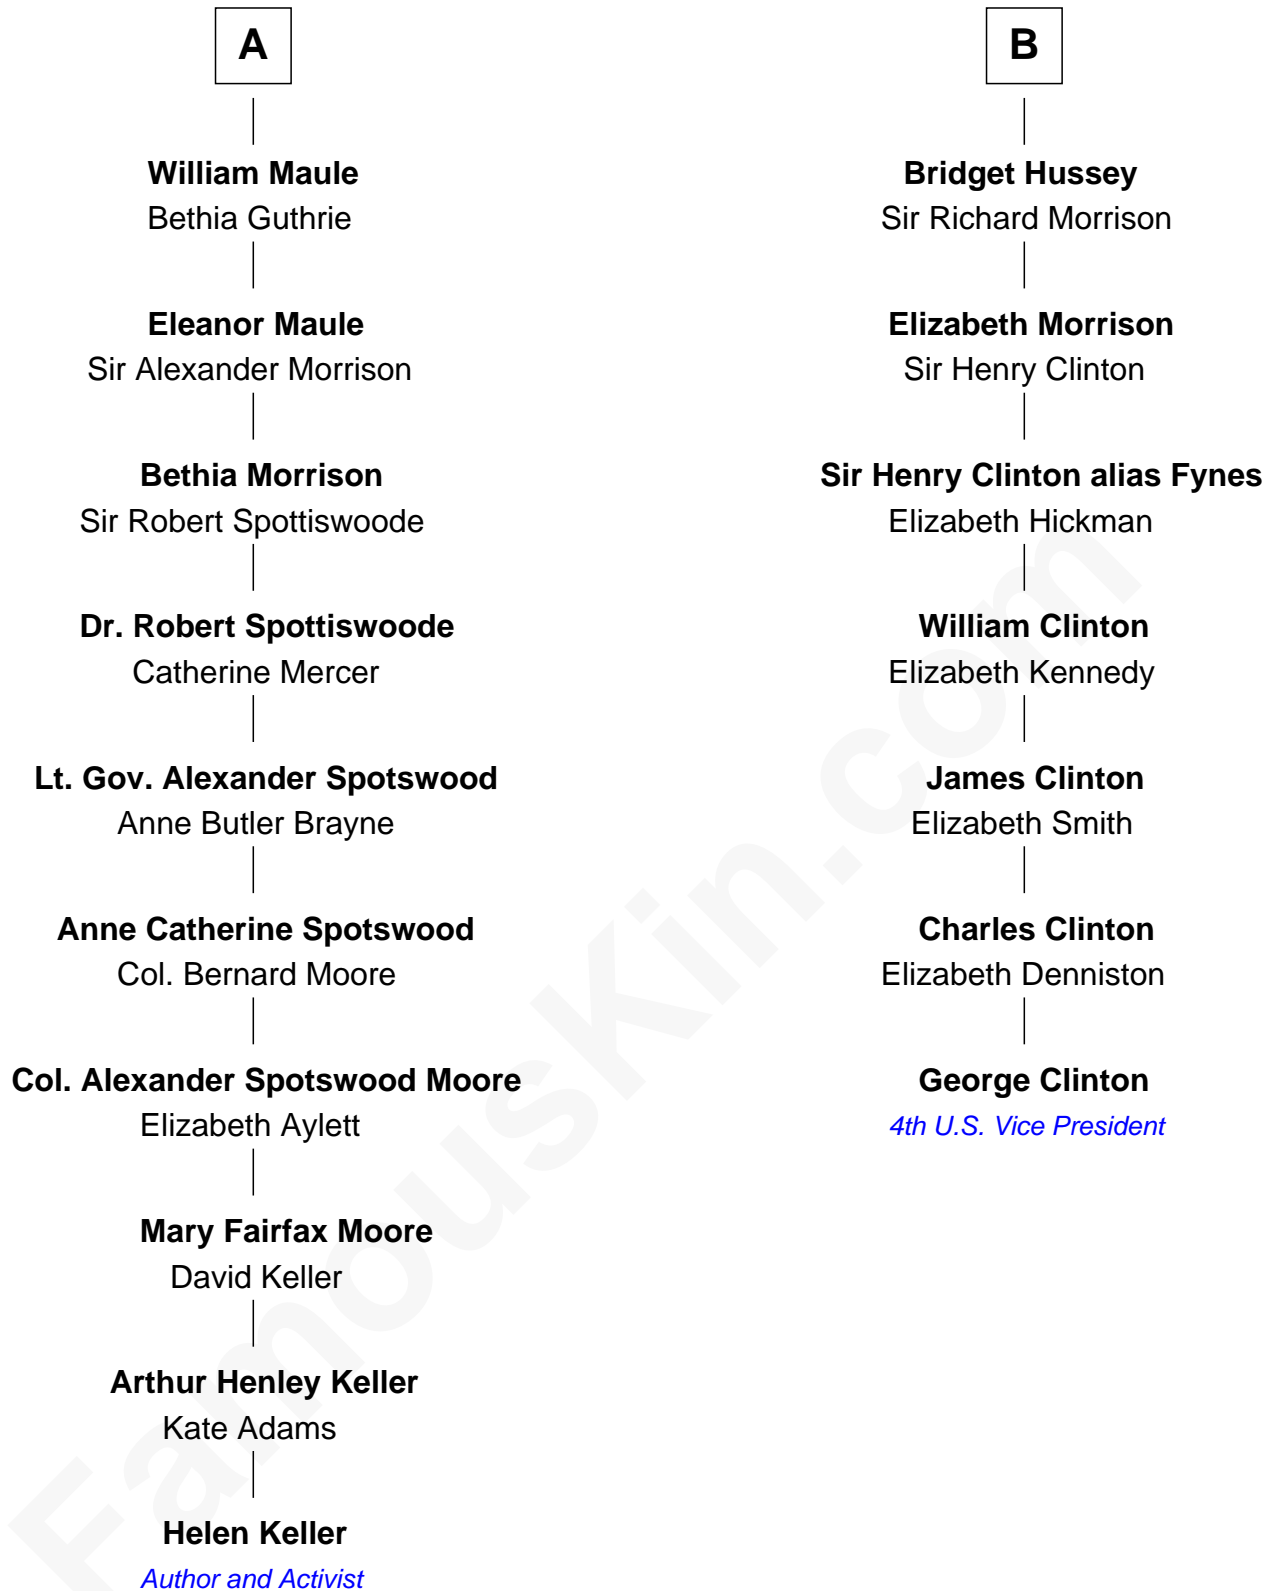 A
William Maule
Bethia Guthrie
Eleanor Maule
Sir Alexander Morrison
Bethia Morrison
Sir Robert Spottiswoode
Dr. Robert Spottiswoode
Catherine Mercer
Lt. Gov. Alexander Spotswood
Anne Butler Brayne
Anne Catherine Spotswood
Col. Bernard Moore
Col. Alexander Spotswood Moore
Elizabeth Aylett
Mary Fairfax Moore
David Keller
Arthur Henley Keller
Kate Adams
Helen Keller
Author and Activist
B
Bridget Hussey
Sir Richard Morrison
Elizabeth Morrison
Sir Henry Clinton
Sir Henry Clinton alias Fynes
Elizabeth Hickman
William Clinton
Elizabeth Kennedy
James Clinton
Elizabeth Smith
Charles Clinton
Elizabeth Denniston
George Clinton
4th U.S. Vice President
FamousKin.com